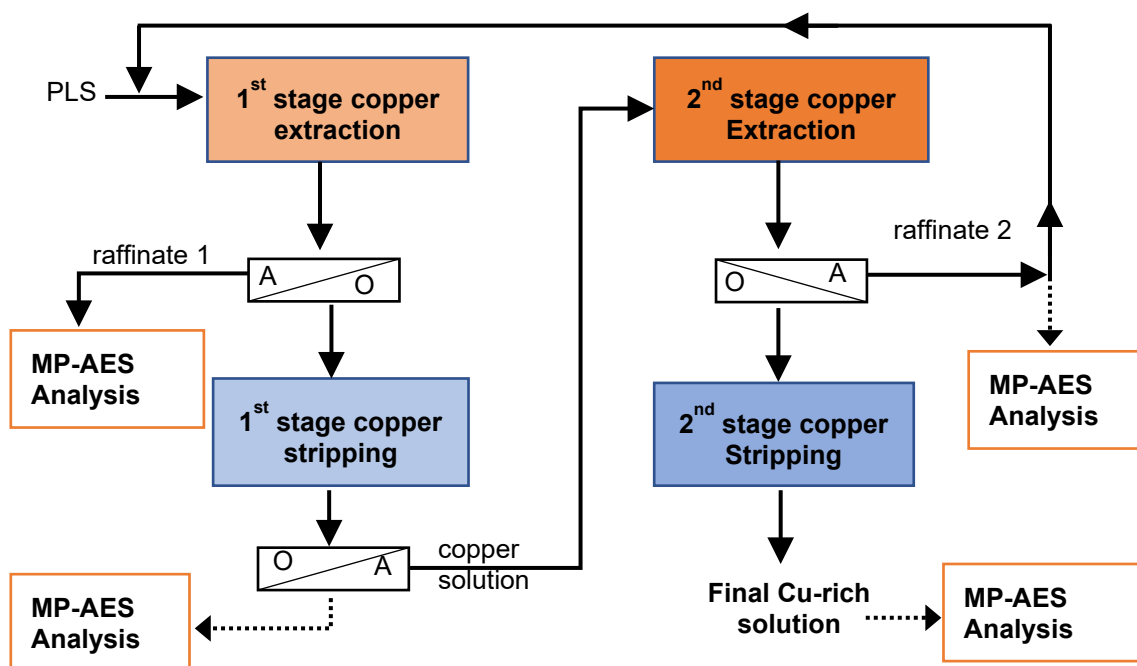 PLS
1st stage copper
extraction
2nd stage copper
Extraction
raffinate 1
A
O
raffinate 2
O
A
MP-AES
Analysis
1st stage copper
stripping
2nd stage copper
Stripping
MP-AES
Analysis
O
A
copper
solution
MP-AES
Analysis
Final Cu-rich
solution
MP-AES
Analysis